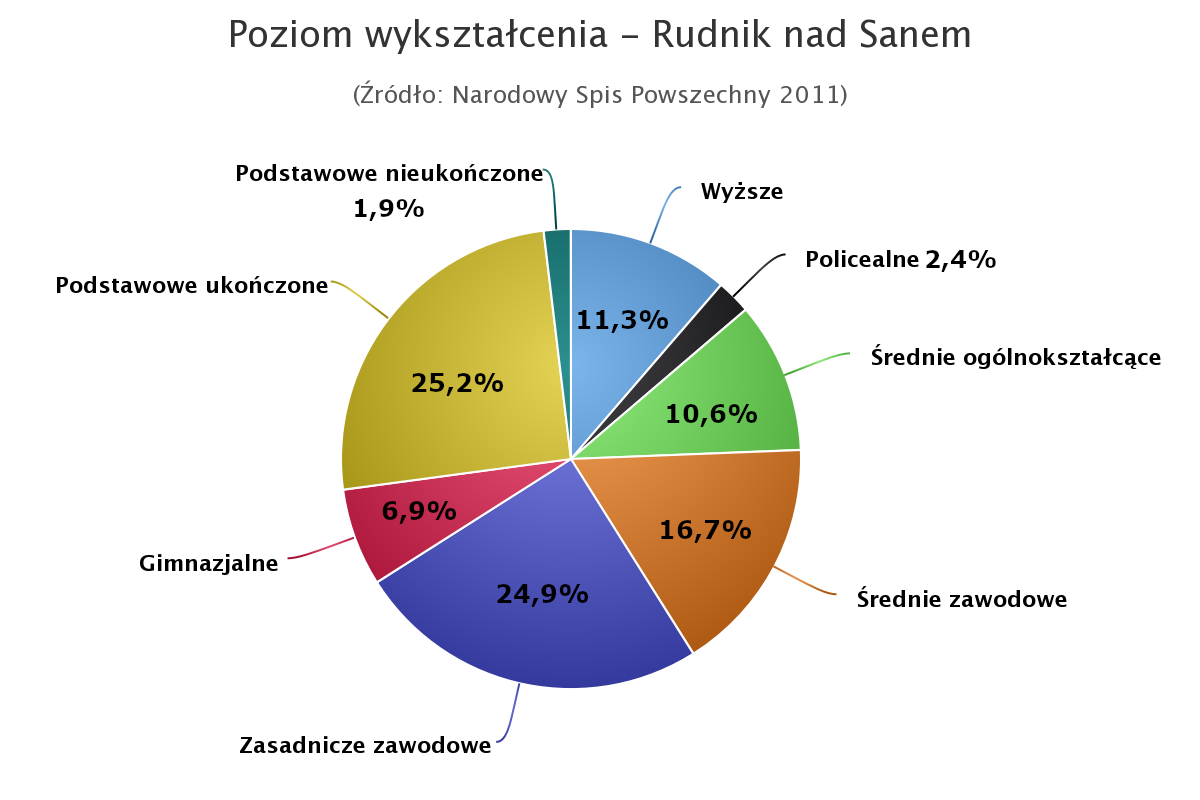 Poziom wykształcenia – Rudnik nad Sanem
(Źródło: Narodowy Spis Powszechny 2011)
Podstawowe nieukończone
1,9%
Wyższe
11,3%
Policealne 2,4%
Podstawowe ukończone
25,2%
Średnie ogólnokształcące
10,6%
Gimnazjalne
6,9%
Średnie zawodowe
16,7%
24,9%
Zasadnicze zawodowe